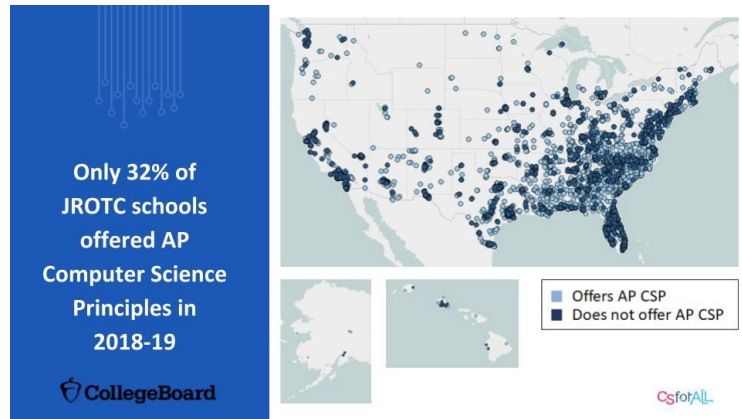 Only 32% of
JROTC schools
offered AP
Computer Science
Principles in
2018-19
CollegeBoard
Offers AP CSP
Does not offer AP CSP
CSforALL